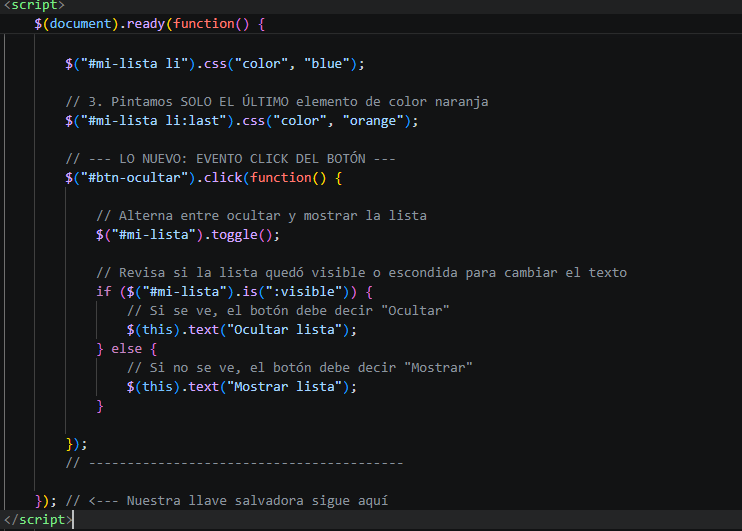 <script>
$(document).ready(function() {
$("#mi-lista li").css("color", "blue");
// 3. Pintamos SOLO EL ÚLTIMO elemento de color naranja
$("#mi-lista li:last").css("color", "orange");
// --- LO NUEVO: EVENTO CLICK DEL BOTÓN ---
$("#btn-ocultar").click(function() {
// Alterna entre ocultar y mostrar la lista
$("#mi-lista").toggle();
// Revisa si la lista quedó visible o escondida para cambiar el texto
if ($("#mi-lista").is(":visible")) {
// Si se ve, el botón debe decir "Ocultar"
$(this).text("Ocultar lista");
} else {
// Si no se ve, el botón debe decir "Mostrar"
$(this).text("Mostrar lista");
}
});
// -----------------------------------------
}); // <--- Nuestra llave salvadora sigue aquí
</script>